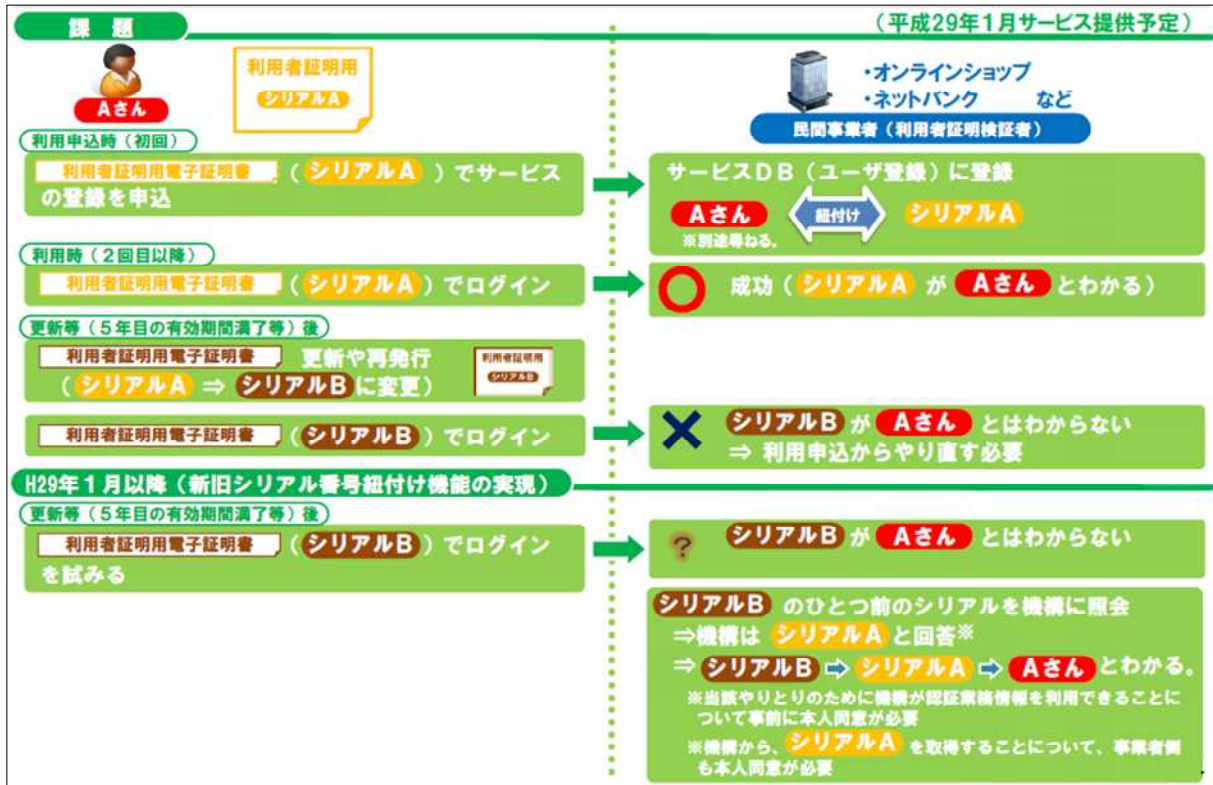 課 題
（平成29年1月サービス提供予定）
Aさん
利用者証明用
シリアルA
・オンラインショップ
・ネットバンク など
民間事業者（利用者証明検証者）
利用申込時（初回）
利用者証明用電子証明書 （シリアルA）でサービス
の登録を申込
サービスDB（ユーザ登録）に登録
Aさん 紐付け シリアルA
※別途尋ねる。
利用時（2回目以降）
利用者証明用電子証明書 （シリアルA）でログイン
成功（シリアルA が Aさん とわかる）
更新等（5年目の有効期間満了等）後
利用者証明用電子証明書 更新や再発行
（シリアルA ⇒ シリアルBに変更）
利用者証明用
シリアルB
利用者証明用電子証明書 （シリアルB）でログイン
シリアルB が Aさん とはわからない
⇒ 利用申込からやり直す必要
H29年1月以降（新旧シリアル番号紐付け機能の実現）
更新等（5年目の有効期間満了等）後
利用者証明用電子証明書 （シリアルB）でログイン
を試みる
? シリアルB が Aさん とはわからない
シリアルB のひとつ前のシリアルを機構に照会
⇒機構は シリアルA と回答※
⇒ シリアルB ⇨ シリアルA ⇨ Aさん とわかる。
※当該やりとりのために機構が認証業務情報を利用できることに
ついて事前に本人同意が必要
※機構から、シリアルA を取得することについて、事業者側
も本人同意が必要